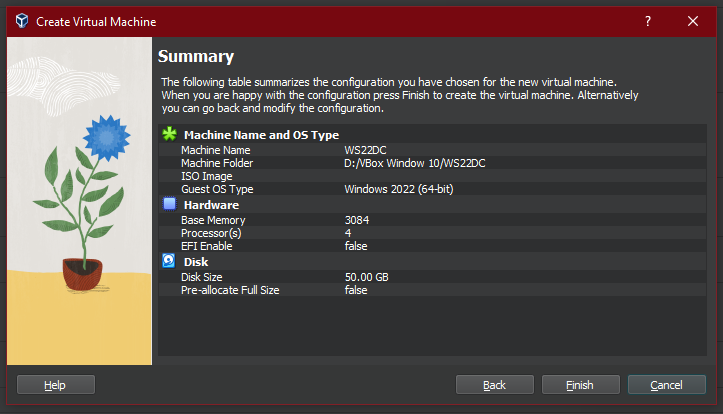 Create Virtual Machine
Summary
The following table summarizes the configuration you have chosen for the new virtual machine.
When you are happy with the configuration press Finish to create the virtual machine. Alternatively
you can go back and modify the configuration.
Machine Name and OS Type
Machine Name WS22DC
Machine Folder D:/VBox Window 10/WS22DC
ISO Image
Guest OS Type Windows 2022 (64-bit)
Hardware
Base Memory 3084
Processor(s) 4
EFI Enable false
Disk
Disk Size 50.00 GB
Pre-allocate Full Size false
Help Back Finish Cancel